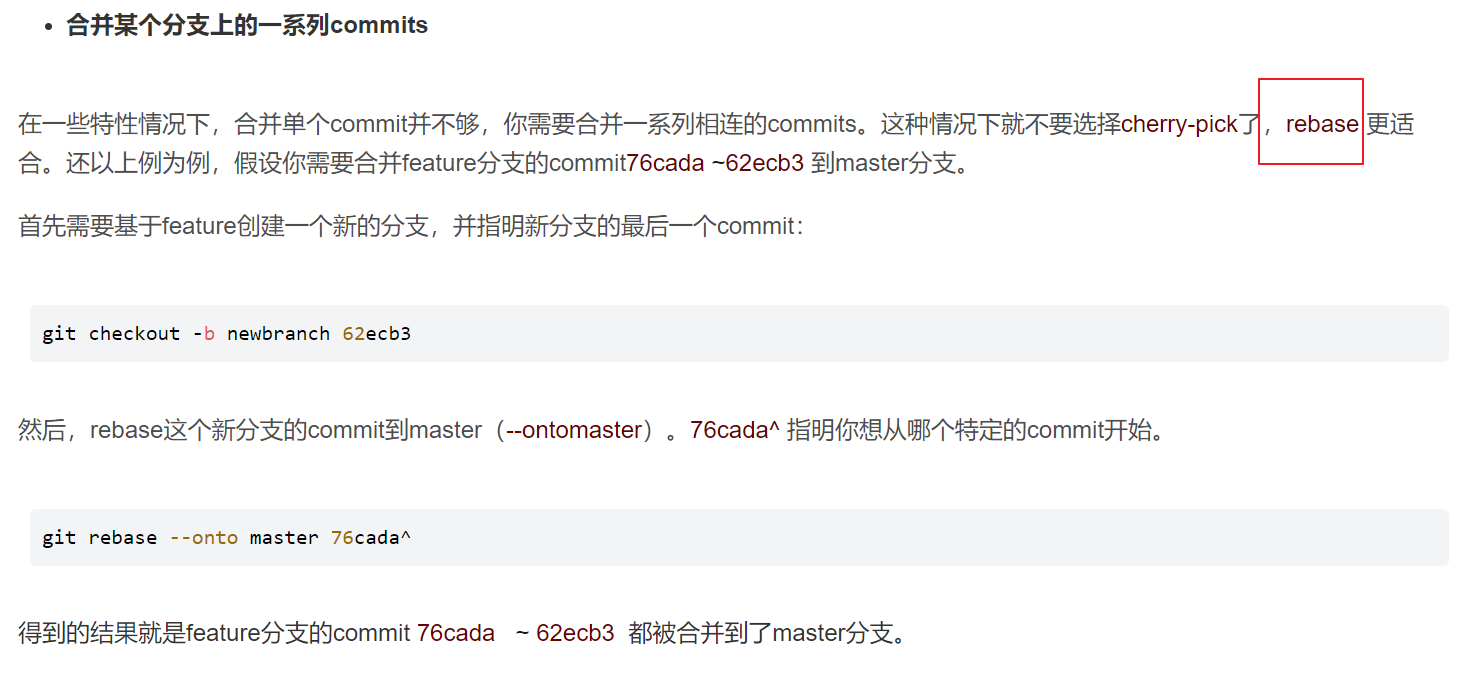 合并某个分支上的一系列commits
在一些特性情况下，合并单个commit并不够，你需要合并一系列相连的commits。这种情况下就不要选择cherry-pick了，rebase 更适
合。还以上例为例，假设你需要合并feature分支的commit76cada ~62ecb3 到master分支。
首先需要基于feature创建一个新的分支，并指明新分支的最后一个commit：
git checkout -b newbranch 62ecb3
然后，rebase这个新分支的commit到master（--ontomaster）。76cada^ 指明你想从哪个特定的commit开始。
git rebase --onto master 76cada^
得到的结果就是feature分支的commit 76cada ~ 62ecb3 都被合并到了master分支。